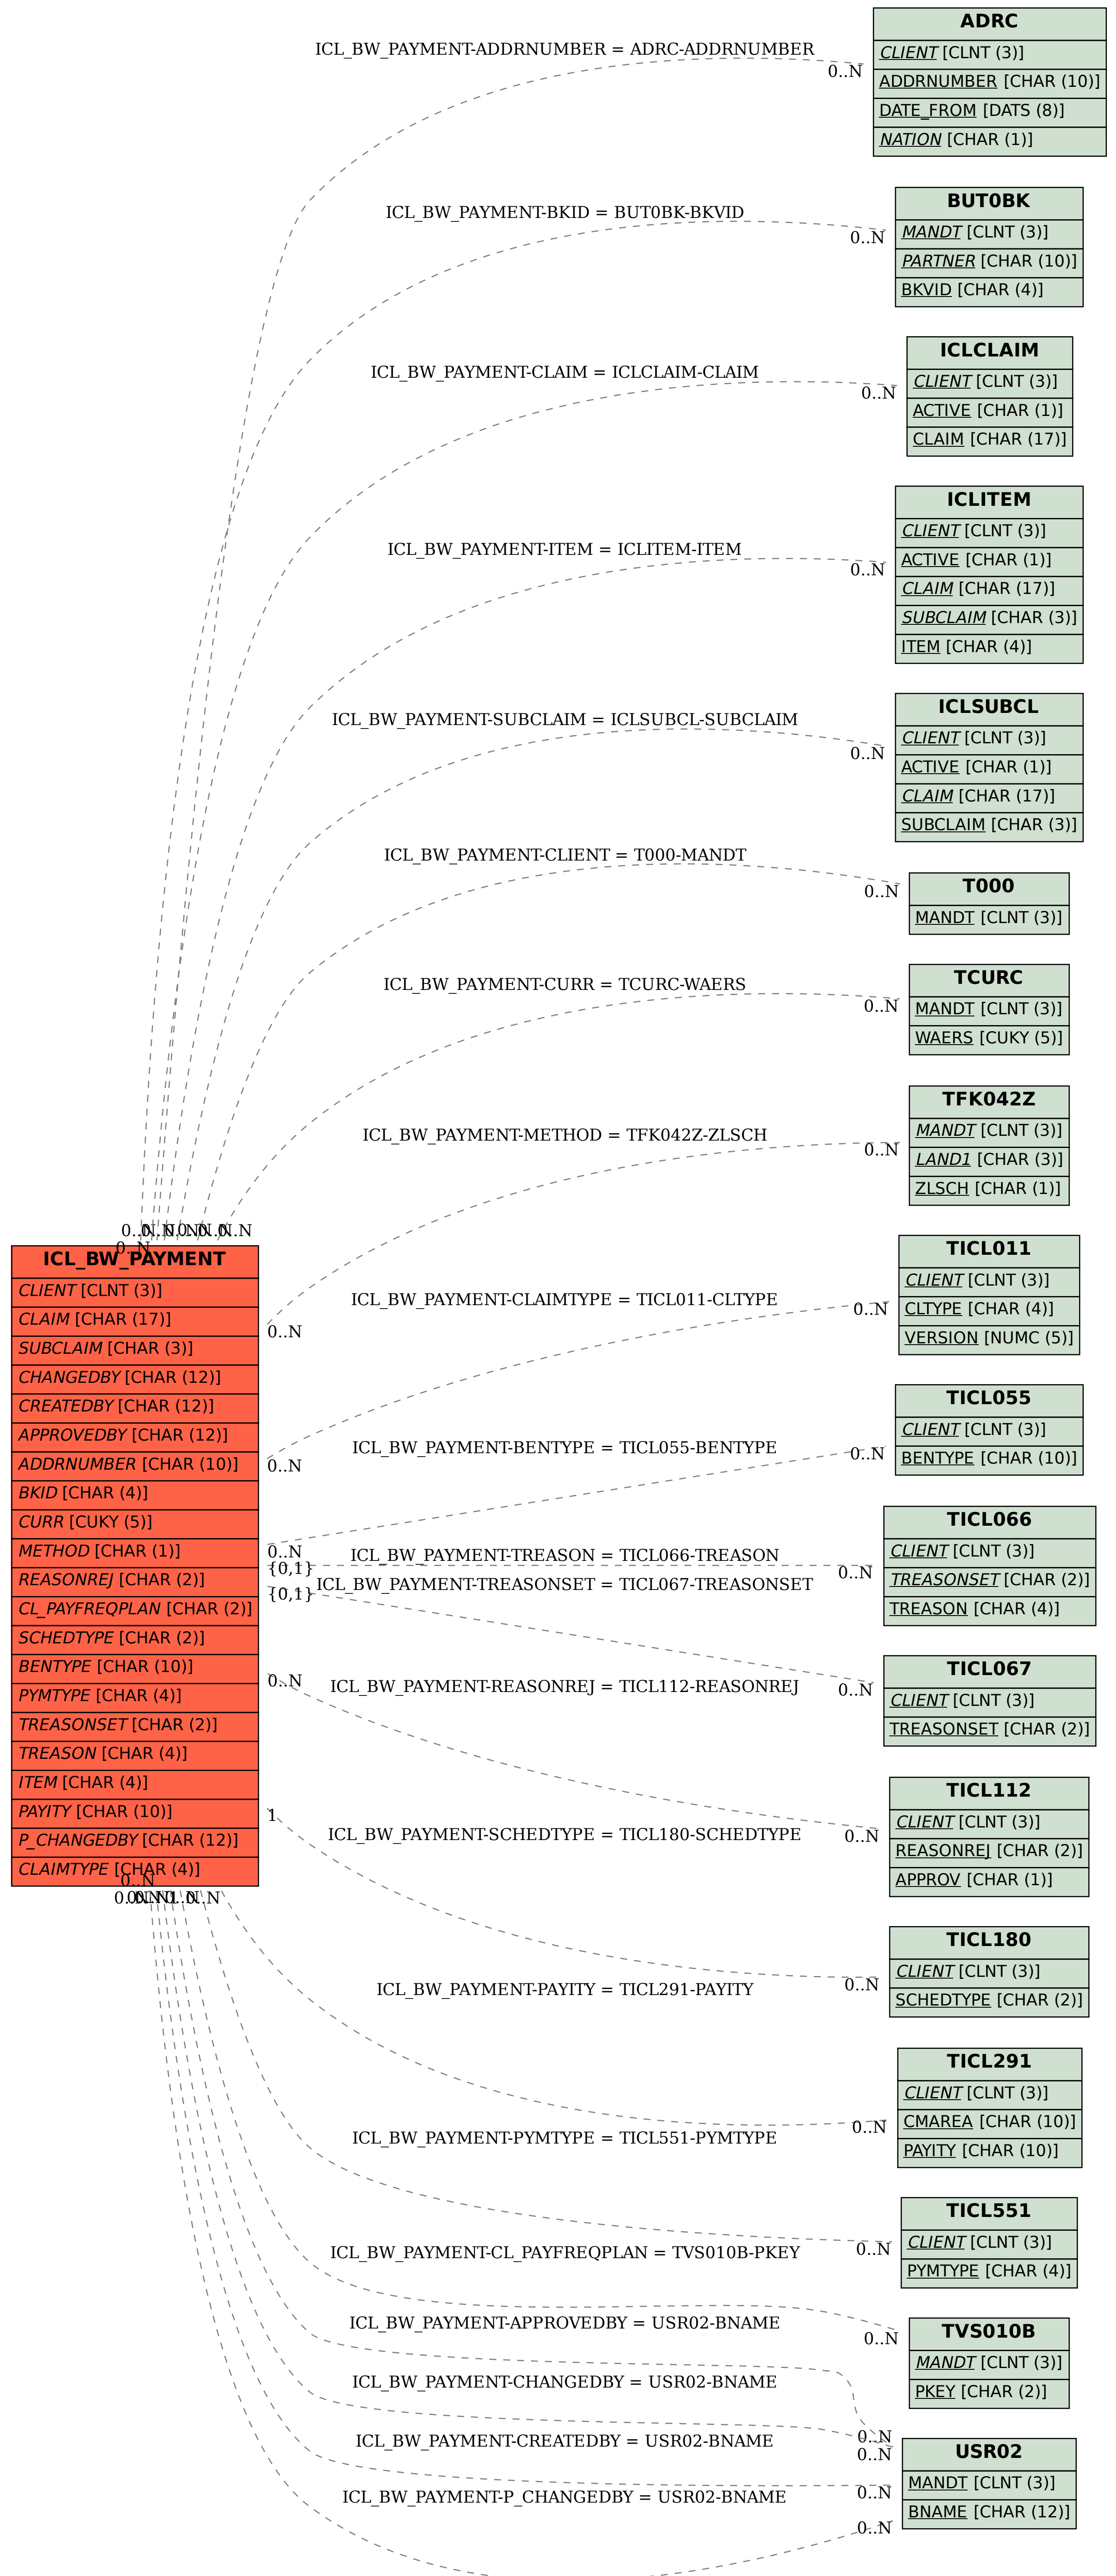 ADRC
ICL_BW_PAYMENT-ADDRNUMBER = ADRC-ADDRNUMBER
CLIENT [CLNT (3)]
0..N
ADDRNUMBER [CHAR (10)]
DATE_FROM [DATS (8)]
NATION [CHAR (1)]
BUT0BK
ICL_BW_PAYMENT-BKID = BUT0BK-BKVID
MANDT [CLNT (3)]
0..N
PARTNER [CHAR (10)]
BKVID [CHAR (4)]
ICLCLAIM
ICL_BW_PAYMENT-CLAIM = ICLCLAIM-CLAIM
CLIENT [CLNT (3)]
0..N
ACTIVE [CHAR (1)]
CLAIM [CHAR (17)]
ICLITEM
CLIENT [CLNT (3)]
ICL_BW_PAYMENT-ITEM = ICLITEM-ITEM
ACTIVE [CHAR (1)]
0..N
CLAIM [CHAR (17)]
SUBCLAIM [CHAR (3)]
ITEM [CHAR (4)]
ICLSUBCL
ICL_BW_PAYMENT-SUBCLAIM = ICLSUBCL-SUBCLAIM
CLIENT [CLNT (3)]
0..N
ACTIVE [CHAR (1)]
CLAIM [CHAR (17)]
SUBCLAIM [CHAR (3)]
ICL_BW_PAYMENT-CLIENT = T000-MANDT
T000
0..N
MANDT [CLNT (3)]
TCURC
ICL_BW_PAYMENT-CURR = TCURC-WAERS
0..N
MANDT [CLNT (3)]
WAERS [CUKY (5)]
TFK042Z
ICL_BW_PAYMENT-METHOD = TFK042Z-ZLSCH
MANDT [CLNT (3)]
0..N
LAND1 [CHAR (3)]
ZLSCH [CHAR (1)]
0..N
0..N
0..N
ICL_BW_PAYMENT
CLIENT [CLNT (3)]
CLAIM [CHAR (17)]
SUBCLAIM [CHAR (3)]
CHANGEDBY [CHAR (12)]
CREATEDBY [CHAR (12)]
APPROVEDBY [CHAR (12)]
ADDRNUMBER [CHAR (10)]
BKID [CHAR (4)]
CURR [CUKY (5)]
METHOD [CHAR (1)]
REASONREJ [CHAR (2)]
CL_PAYFREQPLAN [CHAR (2)]
SCHEDTYPE [CHAR (2)]
BENTYPE [CHAR (10)]
PYMTYPE [CHAR (4)]
TREASONSET [CHAR (2)]
TREASON [CHAR (4)]
ITEM [CHAR (4)]
PAYITY [CHAR (10)]
P_CHANGEDBY [CHAR (12)]
CLAIMTYPE [CHAR (4)]
0..N
0..N
TICL011
ICL_BW_PAYMENT-CLAIMTYPE = TICL011-CLTYPE
CLIENT [CLNT (3)]
0..N
CLTYPE [CHAR (4)]
0..N
VERSION [NUMC (5)]
TICL055
CLIENT [CLNT (3)]
ICL_BW_PAYMENT-BENTYPE = TICL055-BENTYPE
0..N
0..N
BENTYPE [CHAR (10)]
TICL066
0..N
ICL_BW_PAYMENT-TREASON = TICL066-TREASON
CLIENT [CLNT (3)]
{0,1}
0..N
TREASONSET [CHAR (2)]
TREASON [CHAR (4)]
ICL_BW_PAYMENT-TREASONSET = TICL067-TREASONSET
{0,1}
TICL067
0..N
CLIENT [CLNT (3)]
TREASONSET [CHAR (2)]
0..N
ICL_BW_PAYMENT-REASONREJ = TICL112-REASONREJ
TICL112
CLIENT [CLNT (3)]
0..N
REASONREJ [CHAR (2)]
APPROV [CHAR (1)]
1
ICL_BW_PAYMENT-SCHEDTYPE = TICL180-SCHEDTYPE
TICL180
CLIENT [CLNT (3)]
0..N
SCHEDTYPE [CHAR (2)]
ICL_BW_PAYMENT-PAYITY = TICL291-PAYITY
TICL291
CLIENT [CLNT (3)]
CMAREA [CHAR (10)]
0..N
PAYITY [CHAR (10)]
ICL_BW_PAYMENT-PYMTYPE = TICL551-PYMTYPE
TICL551
CLIENT [CLNT (3)]
0..N
PYMTYPE [CHAR (4)]
ICL_BW_PAYMENT-CL_PAYFREQPLAN = TVS010B-PKEY
TVS010B
0..N
MANDT [CLNT (3)]
PKEY [CHAR (2)]
ICL_BW_PAYMENT-APPROVEDBY = USR02-BNAME
ICL_BW_PAYMENT-CHANGEDBY = USR02-BNAME
0..N
0..N
USR02
ICL_BW_PAYMENT-CREATEDBY = USR02-BNAME
MANDT [CLNT (3)]
0..N
BNAME [CHAR (12)]
ICL_BW_PAYMENT-P_CHANGEDBY = USR02-BNAME
0..N